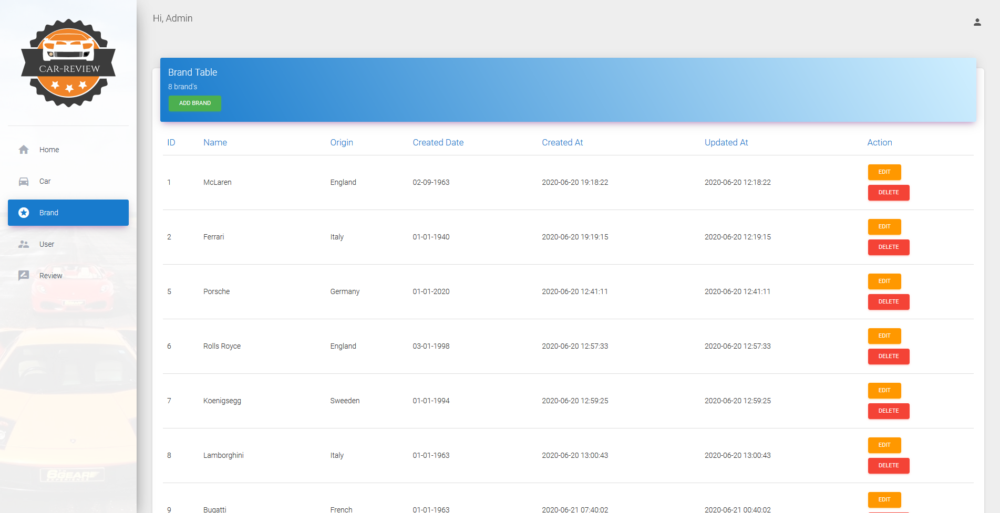 CAR-REVIEW
Home
Car
Brand
User
Review
6GEAR
EXPERIENCE
Hi, Admin
Brand Table
8 brand's
ADD BRAND
ID Name Origin Created Date Created At Updated At Action
1 McLaren England 02-09-1963 2020-06-20 19:18:22 2020-06-20 12:18:22 EDIT
DELETE
2 Ferrari Italy 01-01-1940 2020-06-20 19:19:15 2020-06-20 12:19:15 EDIT
DELETE
5 Porsche Germany 01-01-2020 2020-06-20 12:41:11 2020-06-20 12:41:11 EDIT
DELETE
6 Rolls Royce England 03-01-1998 2020-06-20 12:57:33 2020-06-20 12:57:33 EDIT
DELETE
7 Koenigsegg Sweeden 01-01-1994 2020-06-20 12:59:25 2020-06-20 12:59:25 EDIT
DELETE
8 Lamborghini Italy 01-01-1963 2020-06-20 13:00:43 2020-06-20 13:00:43 EDIT
DELETE
9 Bugatti French 01-01-1963 2020-06-21 07:40:02 2020-06-21 00:40:02 EDIT